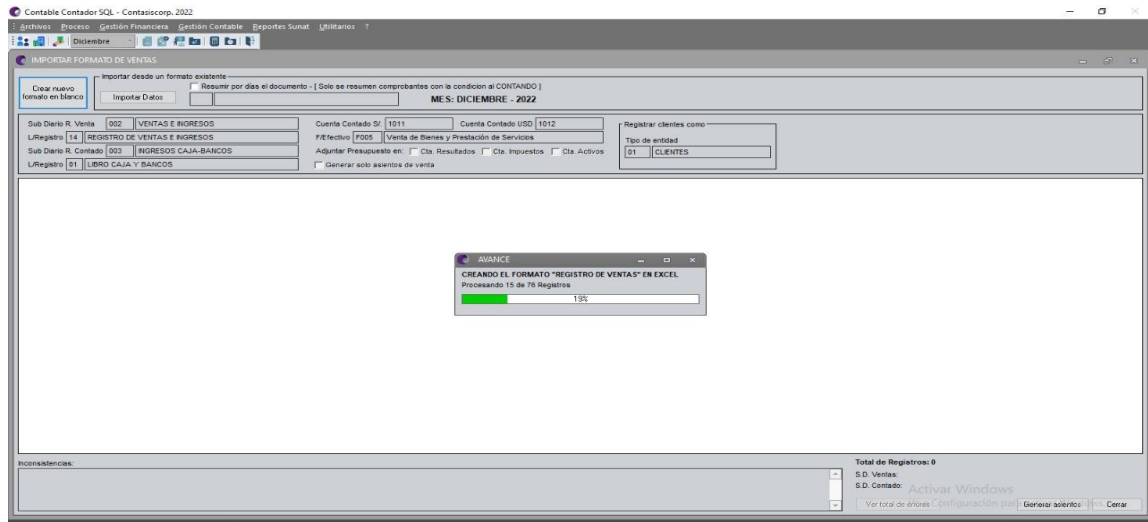 Contable Contador SQL - Contasiscorp. 2022
Archivos Proceso Gestión Financiera Gestión Contable Reportes Sunat Utilitarios ?
Diciembre
IMPORTAR FORMATO DE VENTAS
Crear nuevo
formato en blanco
Importar desde un formato existente
Importar Datos
Resumir por días el documento - [ Solo se resumen comprobantes con la condicion al CONTANDO ]
MES: DICIEMBRE - 2022
Sub Diario R. Venta 002 VENTAS E INGRESOS
L/Registro 14 REGISTRO DE VENTAS E INGRESOS
Sub Diario R. Contado 003 INGRESOS CAJA-BANCOS
L/Registro 01 LIBRO CAJA Y BANCOS
Cuenta Contado S/. 1011 Cuenta Contado USD 1012
F/Efectivo F005 Venta de Bienes y Prestación de Servicios
Adjuntar Presupuesto en: Cta. Resultados Cta. Impuestos Cta. Activos
Generar solo asientos de venta
Registrar clientes como
Tipo de entidad
01 CLIENTES
AVANCE
CREANDO EL FORMATO "REGISTRO DE VENTAS" EN EXCEL
Procesando 15 de 76 Registros
19%
Inconsistencias:
Total de Registros: 0
S.D. Ventas:
S.D. Contado:
Activar Windows
Ver total de errores
Configuración para
Generar asientos
Cerrar